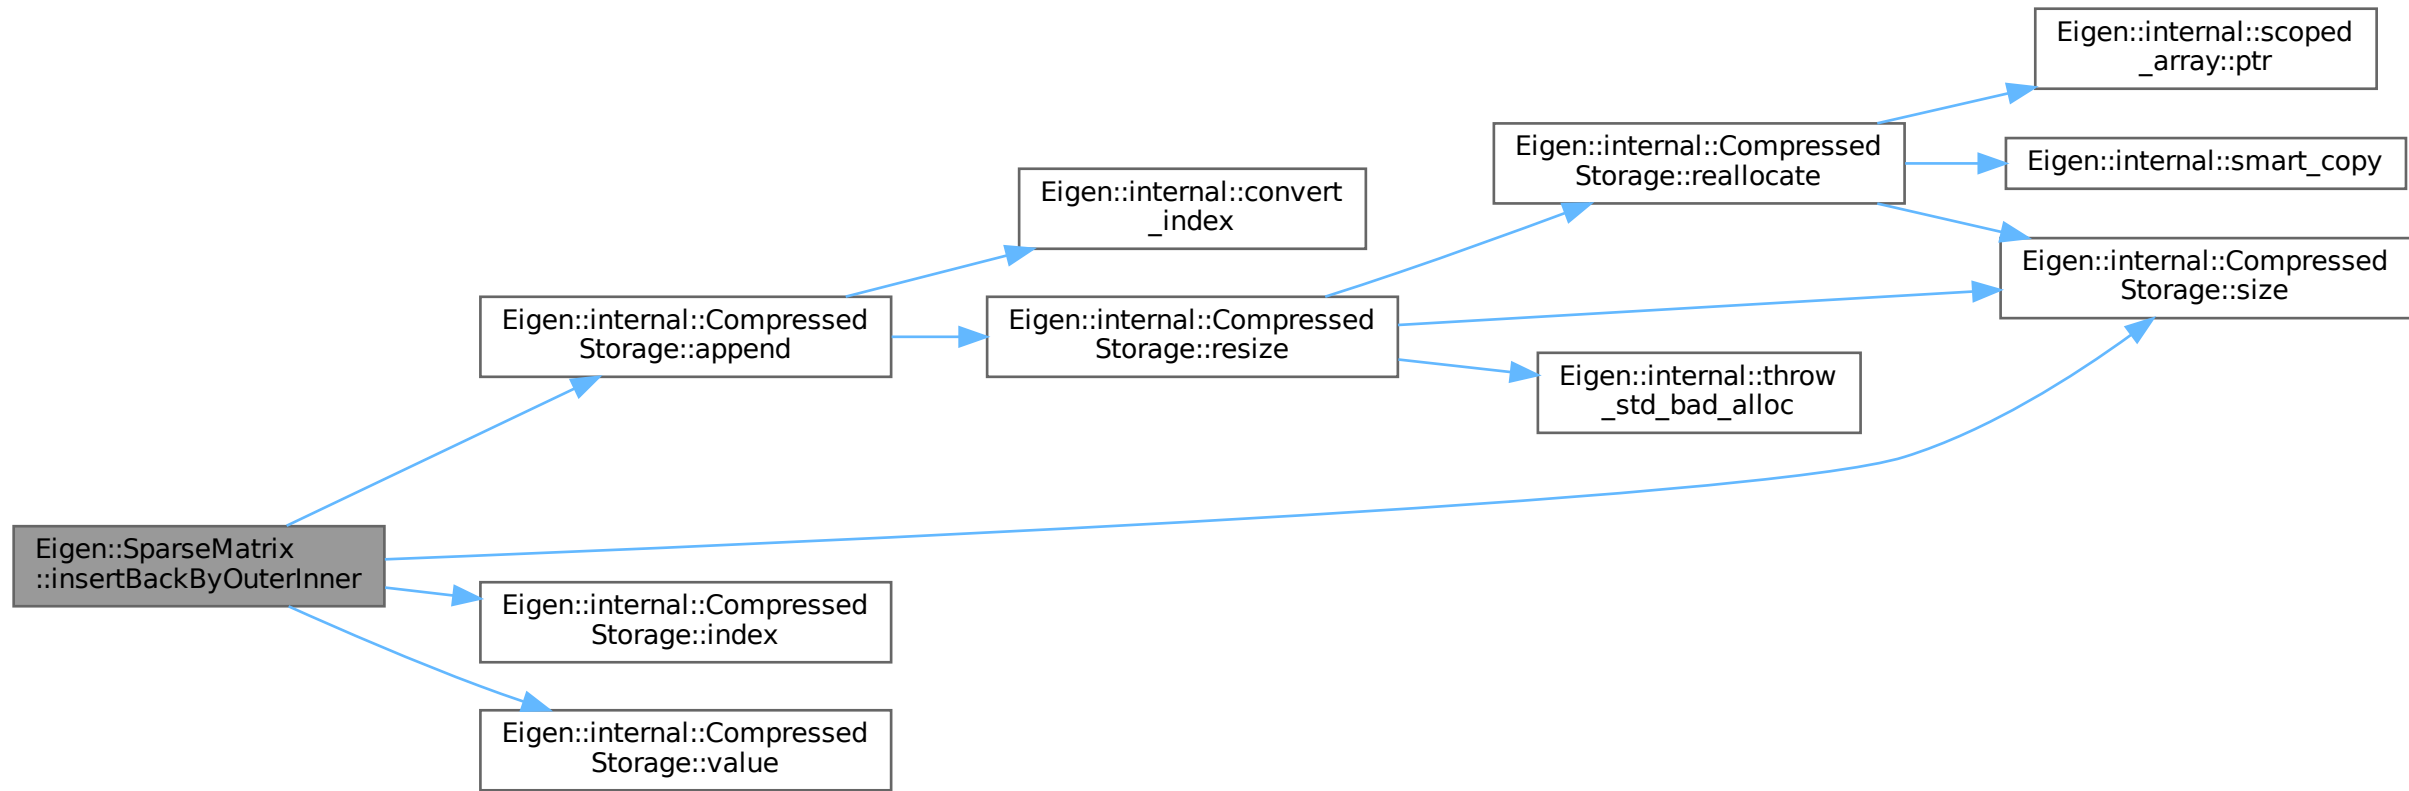 Eigen::SparseMatrix
::insertBackByOuterInner
Eigen::internal::Compressed
Storage::append
Eigen::internal::convert
_index
Eigen::internal::Compressed
Storage::resize
Eigen::internal::Compressed
Storage::reallocate
Eigen::internal::scoped
_array::ptr
Eigen::internal::smart_copy
Eigen::internal::Compressed
Storage::size
Eigen::internal::throw
_std_bad_alloc
Eigen::internal::Compressed
Storage::index
Eigen::internal::Compressed
Storage::value